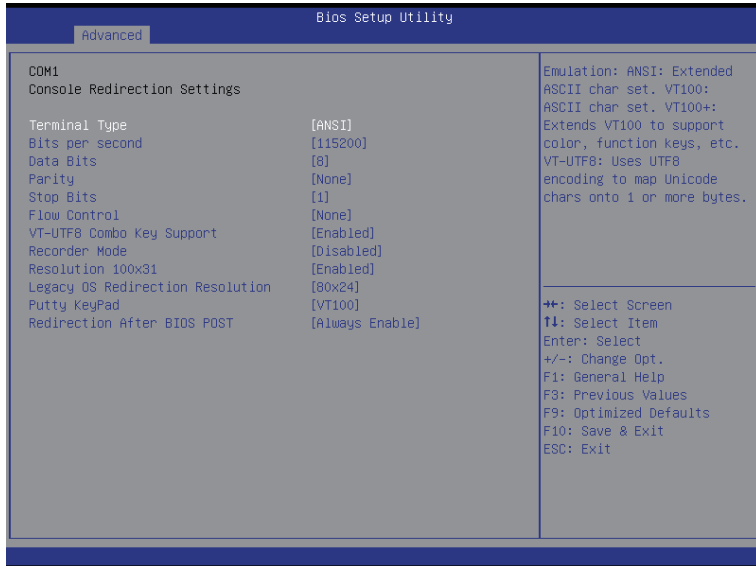 Bios Setup Utility
Advanced
COM1
Console Redirection Settings
Terminal Type [ANSI]
Bits per second [115200]
Data Bits [8]
Parity [None]
Stop Bits [1]
Flow Control [None]
VT-UTF8 Combo Key Support [Enabled]
Recorder Mode [Disabled]
Resolution 100x31 [Enabled]
Legacy OS Redirection Resolution [80x24]
Putty KeyPad [VT100]
Redirection After BIOS POST [Always Enable]
Emulation: ANSI: Extended
ASCII char set. VT100:
ASCII char set. VT100+:
Extends VT100 to support
color, function keys, etc.
VT-UTF8: Uses UTF8
encoding to map Unicode
chars onto 1 or more bytes.
→←: Select Screen
↑↓: Select Item
Enter: Select
+/-: Change Opt.
F1: General Help
F3: Previous Values
F9: Optimized Defaults
F10: Save & Exit
ESC: Exit